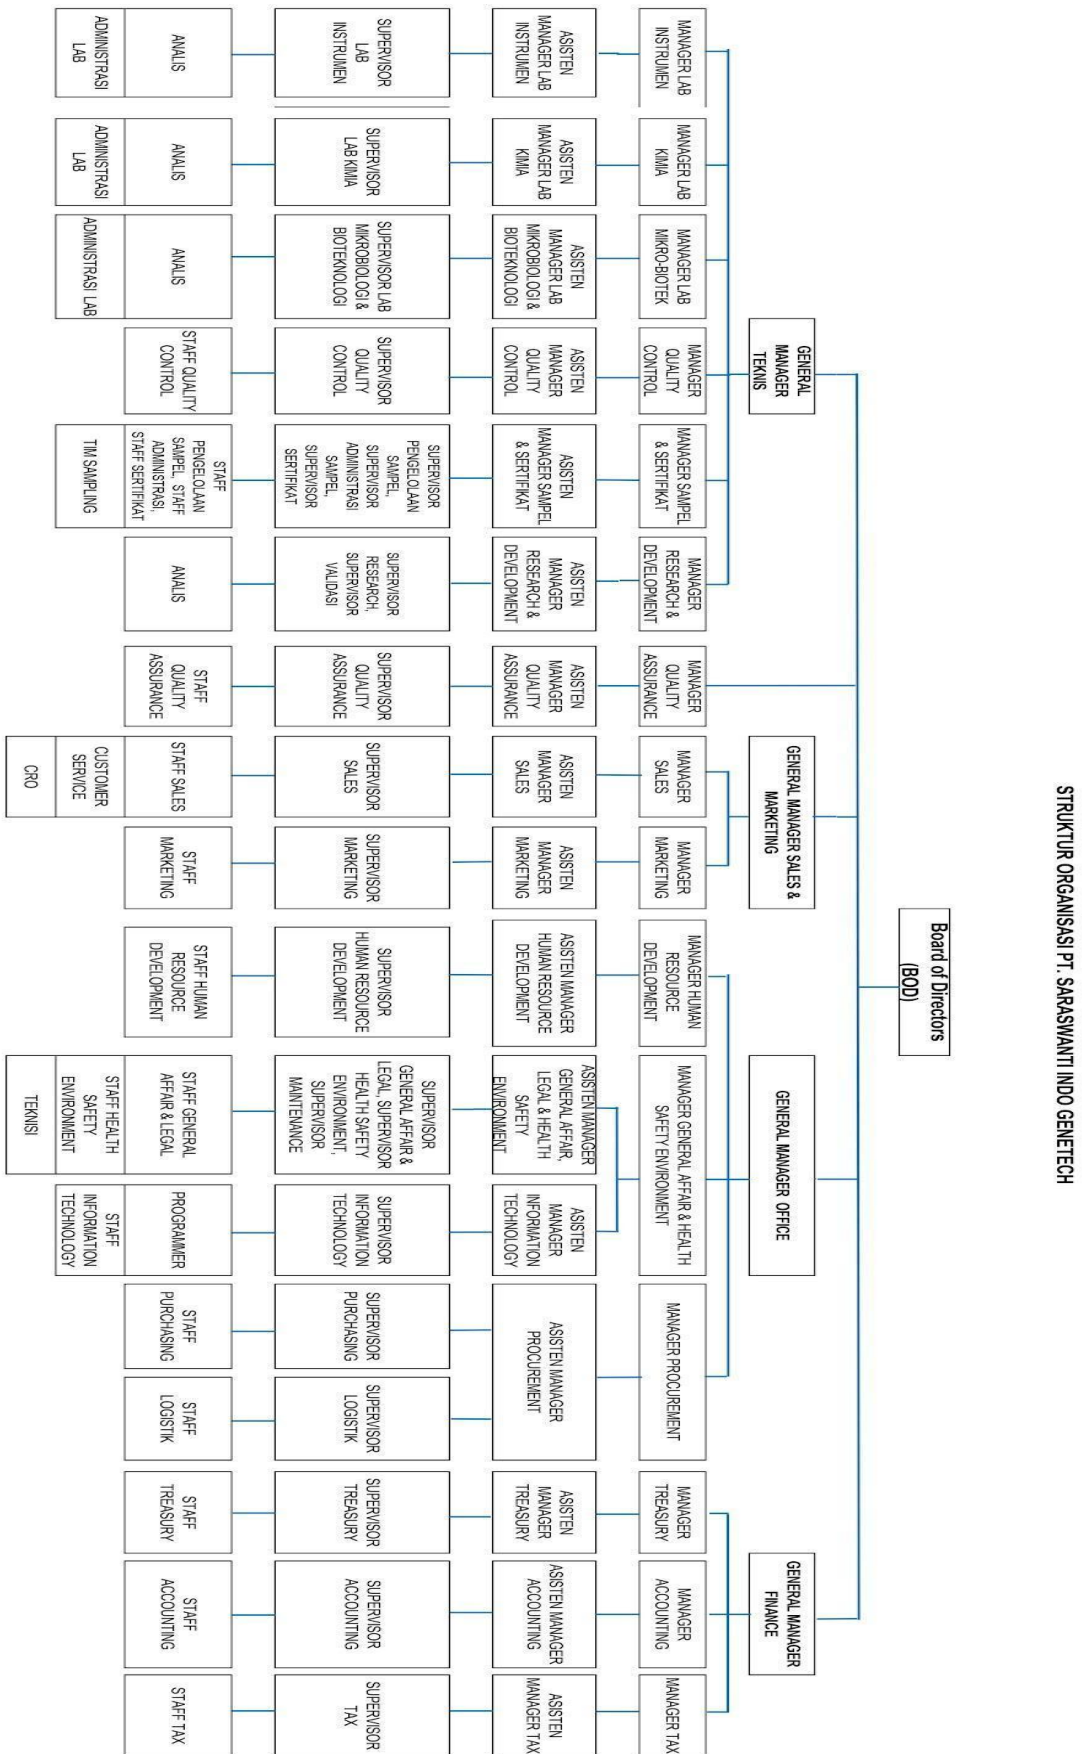 STRUKTUR ORGANISASI PT. SARASWANTI INDO GENETECH
Board of Directors
(BOD)
GENERAL
MANAGER
TEKNIS
GENERAL MANAGER SALES &
MARKETING
GENERAL MANAGER OFFICE
GENERAL MANAGER
FINANCE
MANAGER LAB
INSTRUMEN
MANAGER LAB
KIMIA
MANAGER LAB
MIKRO-BIOTEK
MANAGER
QUALITY
CONTROL
MANAGER SAMPEL
& SERTIFIKAT
MANAGER
RESEARCH &
DEVELOPMENT
MANAGER
QUALITY
ASSURANCE
MANAGER
SALES
MANAGER
MARKETING
MANAGER HUMAN
RESOURCE
DEVELOPMENT
MANAGER GENERAL AFFAIR & HEALTH
SAFETY ENVIRONMENT
MANAGER PROCUREMENT
MANAGER
TREASURY
MANAGER
ACCOUNTING
MANAGER TAX
ASISTEN
MANAGER LAB
INSTRUMEN
ASISTEN
MANAGER LAB
KIMIA
ASISTEN
MANAGER LAB
MIKROBIOLOGI &
BIOTEKNOLOGI
ASISTEN
MANAGER
QUALITY
CONTROL
ASISTEN
MANAGER SAMPEL
& SERTIFIKAT
ASISTEN
MANAGER
RESEARCH &
DEVELOPMENT
ASISTEN
MANAGER
QUALITY
ASSURANCE
ASISTEN
MANAGER
SALES
ASISTEN
MANAGER
MARKETING
ASISTEN MANAGER
HUMAN RESOURCE
DEVELOPMENT
ASISTEN MANAGER
GENERAL AFFAIR,
LEGAL & HEALTH
SAFETY
ENVIRONMENT
ASISTEN
MANAGER
INFORMATION
TECHNOLOGY
ASISTEN MANAGER
PROCUREMENT
ASISTEN
MANAGER
TREASURY
ASISTEN MANAGER
ACCOUNTING
ASISTEN
MANAGER TAX
SUPERVISOR
LAB
INSTRUMEN
SUPERVISOR
LAB KIMIA
SUPERVISOR LAB
MIKROBIOLOGI &
BIOTEKNOLOGI
SUPERVISOR
QUALITY
CONTROL
SUPERVISOR
PENGELOLAAN
SAMPEL,
SUPERVISOR
ADMINISTRASI
SAMPEL,
SUPERVISOR
SERTIFIKAT
SUPERVISOR
RESEARCH,
SUPERVISOR
VALIDASI
SUPERVISOR
QUALITY
ASSURANCE
SUPERVISOR
SALES
SUPERVISOR
MARKETING
SUPERVISOR
HUMAN RESOURCE
DEVELOPMENT
SUPERVISOR
GENERAL AFFAIR &
LEGAL, SUPERVISOR
HEALTH SAFETY
ENVIRONMENT,
SUPERVISOR
MAINTENANCE
SUPERVISOR
INFORMATION
TECHNOLOGY
SUPERVISOR
PURCHASING
SUPERVISOR
LOGISTIK
SUPERVISOR
TREASURY
SUPERVISOR
ACCOUNTING
SUPERVISOR
TAX
ANALIS
ANALIS
ANALIS
STAFF QUALITY
CONTROL
STAFF
PENGELOLAAN
SAMPEL, STAFF
ADMINISTRASI,
STAFF SERTIFIKAT
ANALIS
STAFF
QUALITY
ASSURANCE
STAFF SALES
STAFF
MARKETING
STAFF HUMAN
RESOURCE
DEVELOPMENT
STAFF GENERAL
AFFAIR & LEGAL
PROGRAMMER
STAFF
PURCHASING
STAFF
LOGISTIK
STAFF
TREASURY
STAFF
ACCOUNTING
STAFF TAX
ADMINISTRASI
LAB
ADMINISTRASI
LAB
ADMINISTRASI LAB
TIM SAMPLING
CUSTOMER
SERVICE
STAFF HEALTH
SAFETY
ENVIRONMENT
STAFF
INFORMATION
TECHNOLOGY
CRO
TEKNISI